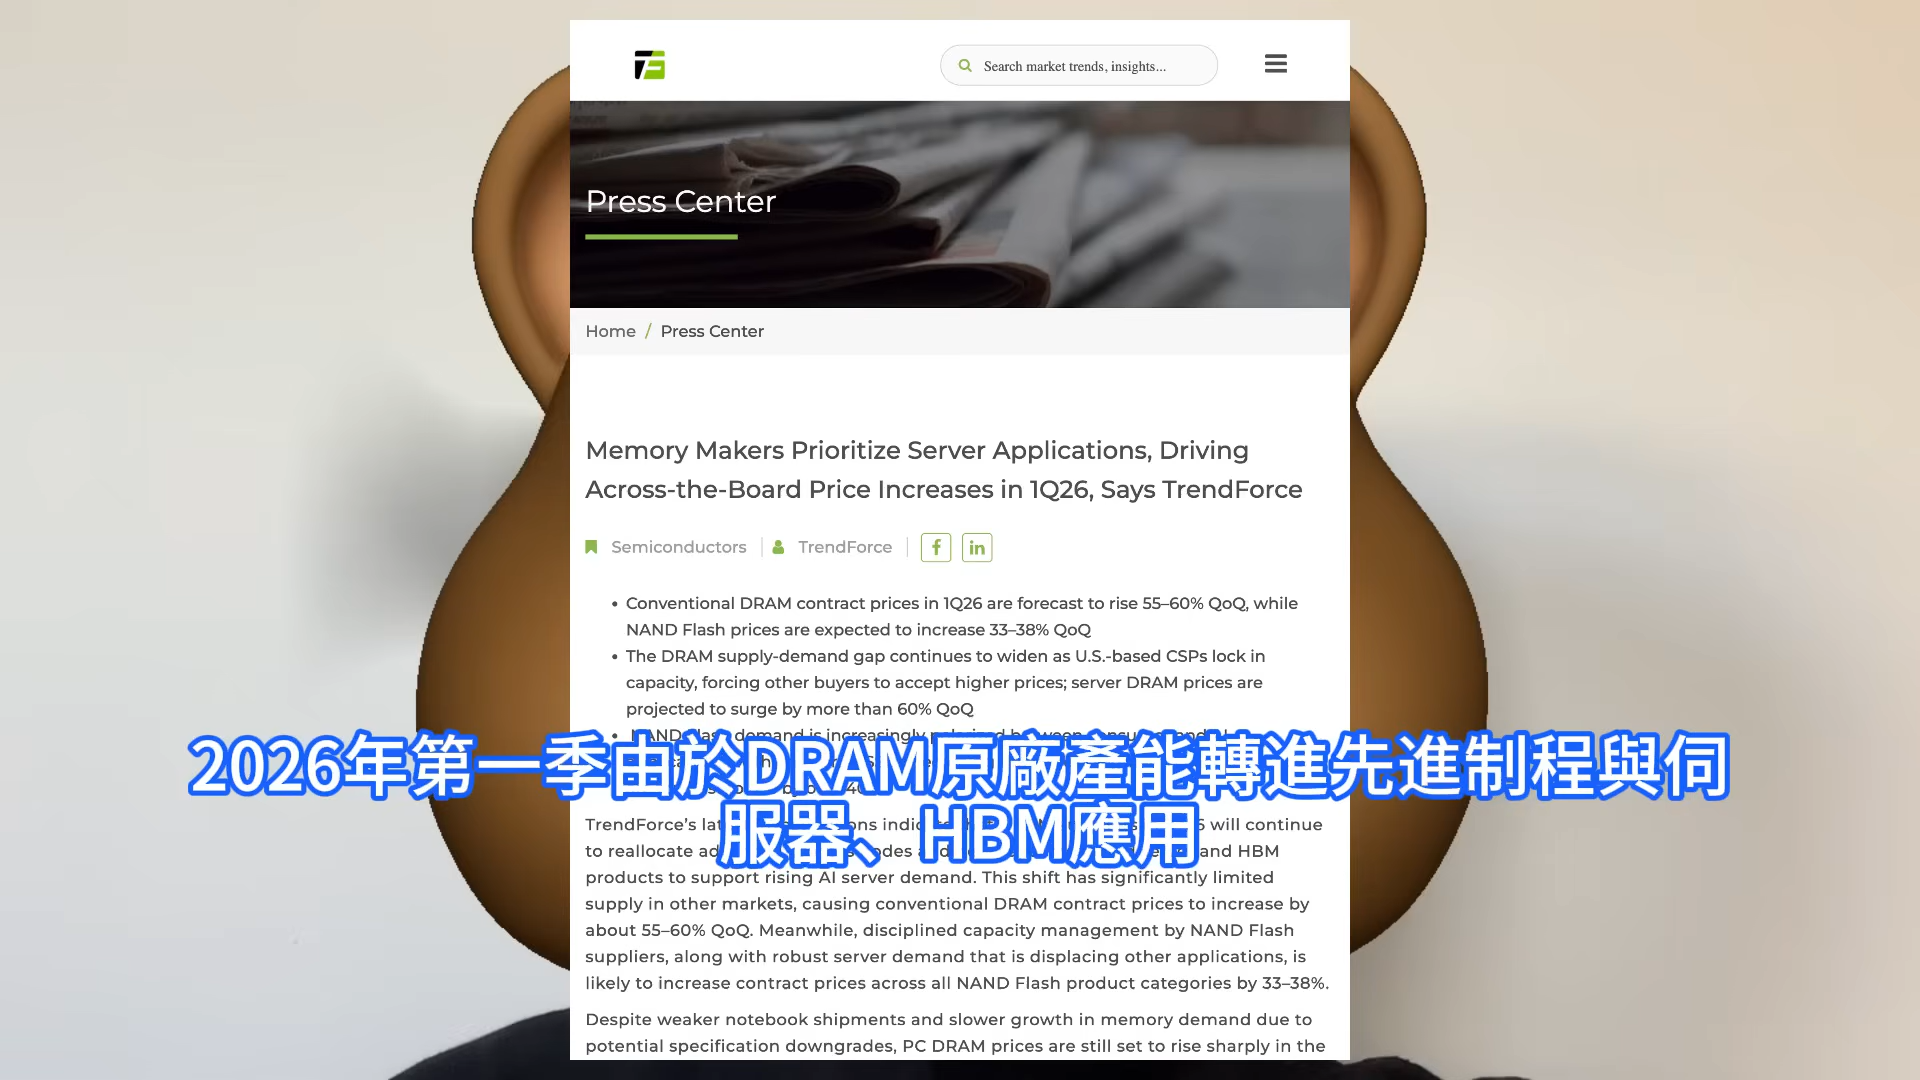 Search market trends, insights...
Press Center
Home / Press Center
Memory Makers Prioritize Server Applications, Driving
Across-the-Board Price Increases in 1Q26, Says TrendForce
Semiconductors | TrendForce
Conventional DRAM contract prices in 1Q26 are forecast to rise 55–60% QoQ, while
NAND Flash prices are expected to increase 33–38% QoQ
The DRAM supply-demand gap continues to widen as U.S.-based CSPs lock in
capacity, forcing other buyers to accept higher prices; server DRAM prices are
projected to surge by more than 60% QoQ
demand is increasingly
2026年第一季由於DRAM原廠產能轉進先進制程與伺
服器、HBM應用
TrendForce’s will continue
to reallocate and HBM
products to support rising AI server demand. This shift has significantly limited
supply in other markets, causing conventional DRAM contract prices to increase by
about 55–60% QoQ. Meanwhile, disciplined capacity management by NAND Flash
suppliers, along with robust server demand that is displacing other applications, is
likely to increase contract prices across all NAND Flash product categories by 33–38%.
Despite weaker notebook shipments and slower growth in memory demand due to
potential specification downgrades, PC DRAM prices are still set to rise sharply in the